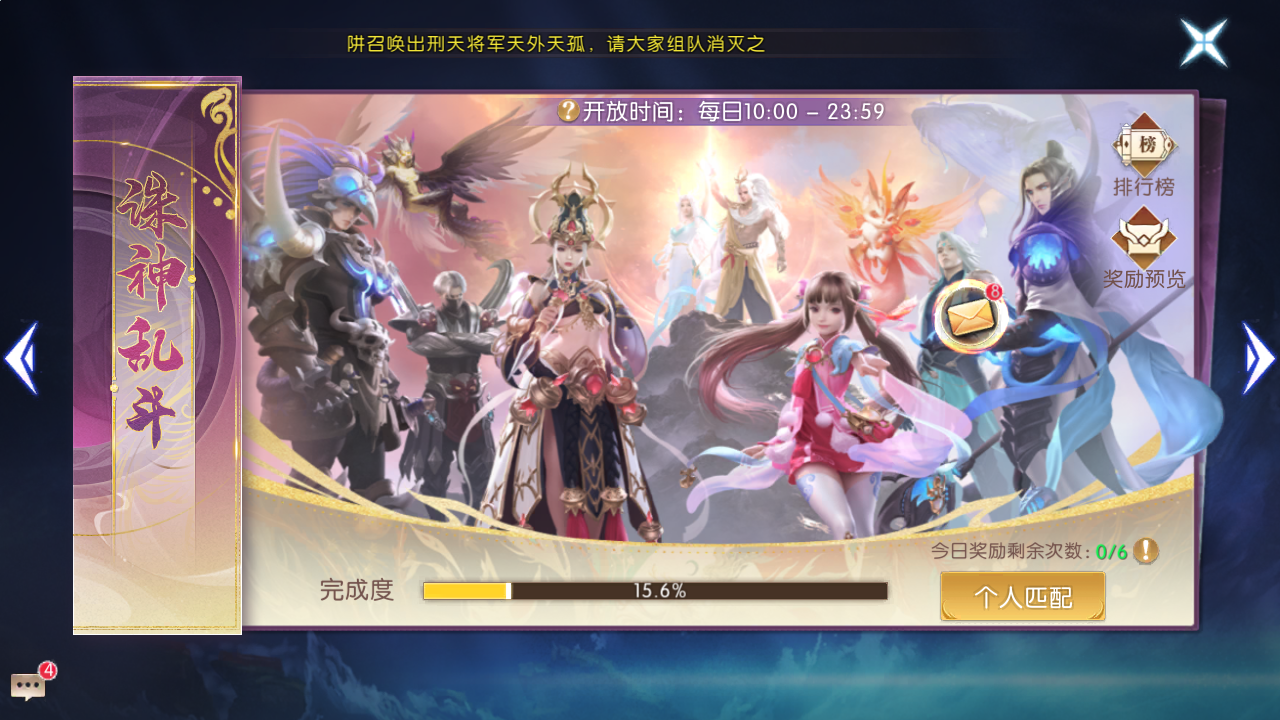 阱召唤出刑天将军天外天孤，请大家组队消灭之
诛神乱斗
开放时间：每日10:00 – 23:59
榜
排行榜
奖励预览
8
今日奖励剩余次数：0/6
完成度
15.6%
个人匹配
4